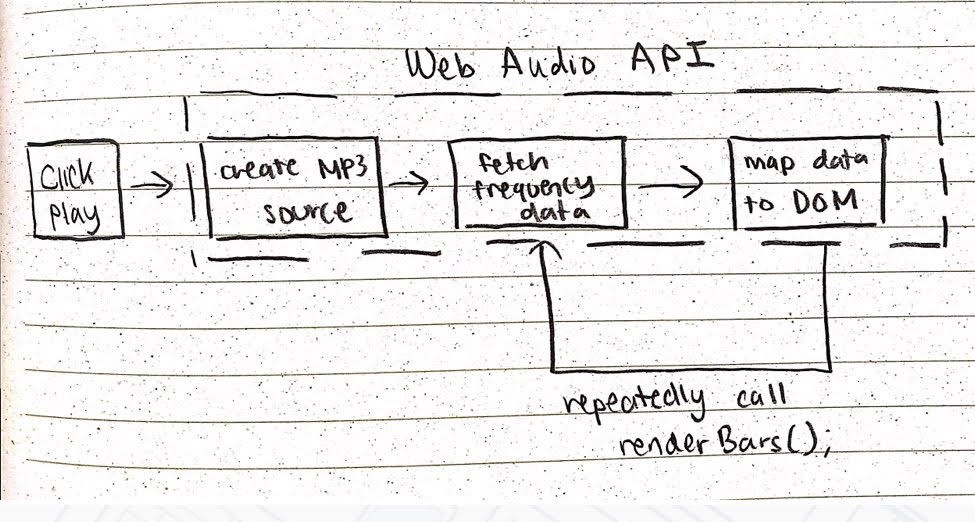 Web Audio API
Click
play
create MP3
source
fetch
frequency
data
map data
to DOM
repeatedly call
renderBars();